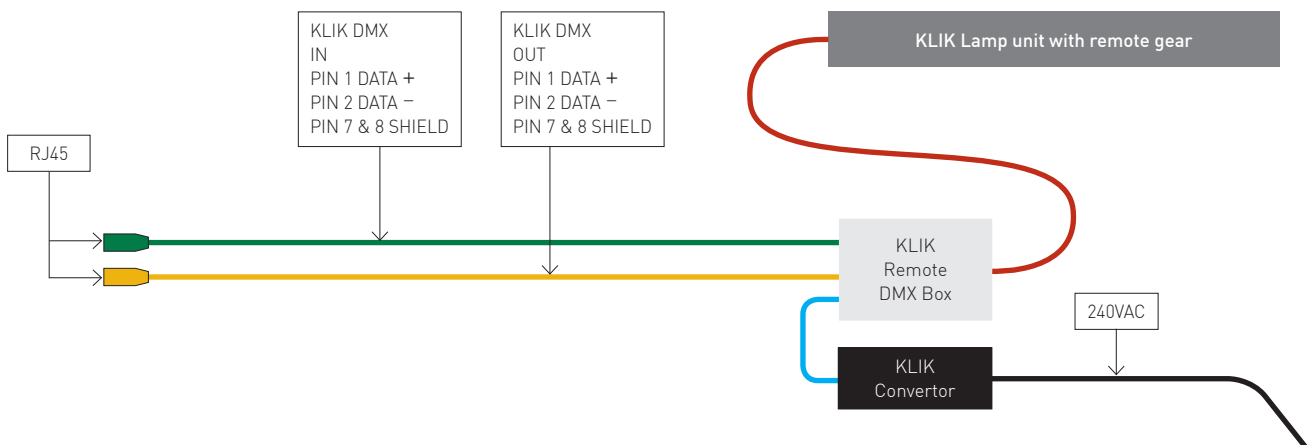 KLIK DMX
IN
PIN 1 DATA +
PIN 2 DATA −
PIN 7 & 8 SHIELD
KLIK DMX
OUT
PIN 1 DATA +
PIN 2 DATA −
PIN 7 & 8 SHIELD
KLIK Lamp unit with remote gear
RJ45
KLIK
Remote
DMX Box
240VAC
KLIK
Convertor